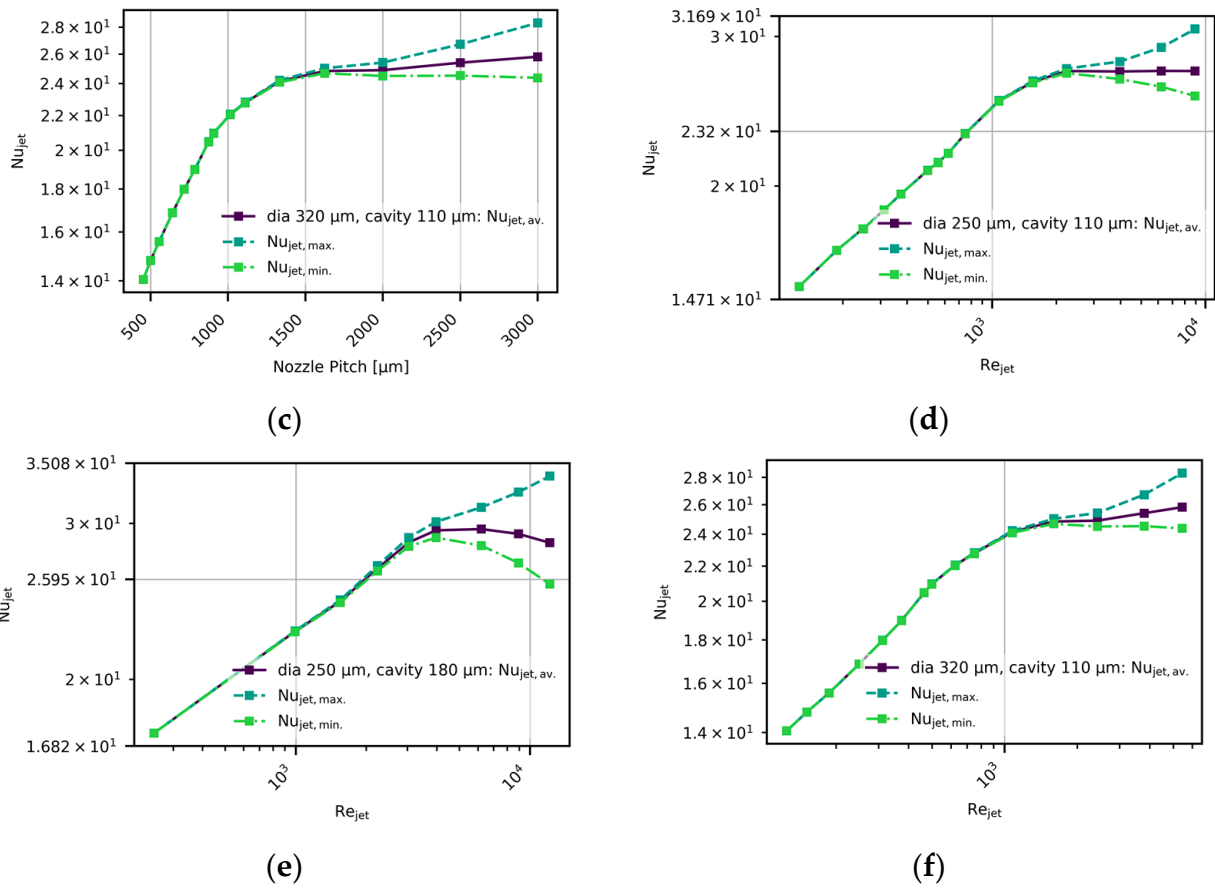 2.8 × 10¹
2.6 × 10¹
2.4 × 10¹
2.2 × 10¹
2 × 10¹
1.8 × 10¹
1.6 × 10¹
1.4 × 10¹
Nu_jet
dia 320 μm, cavity 110 μm: Nu_jet, av.
Nu_jet, max.
Nu_jet, min.
500
1000
1500
2000
2500
3000
Nozzle Pitch [μm]
(c)
3.169 × 10¹
3 × 10¹
2.32 × 10¹
2 × 10¹
1.471 × 10¹
Nu_jet
dia 250 μm, cavity 110 μm: Nu_jet, av.
Nu_jet, max.
Nu_jet, min.
10³
10⁴
Re_jet
(d)
3.508 × 10¹
3 × 10¹
2.595 × 10¹
2 × 10¹
1.682 × 10¹
Nu_jet
dia 250 μm, cavity 180 μm: Nu_jet, av.
Nu_jet, max.
Nu_jet, min.
10³
10⁴
Re_jet
(e)
2.8 × 10¹
2.6 × 10¹
2.4 × 10¹
2.2 × 10¹
2 × 10¹
1.8 × 10¹
1.6 × 10¹
1.4 × 10¹
Nu_jet
dia 320 μm, cavity 110 μm: Nu_jet, av.
Nu_jet, max.
Nu_jet, min.
10³
Re_jet
(f)